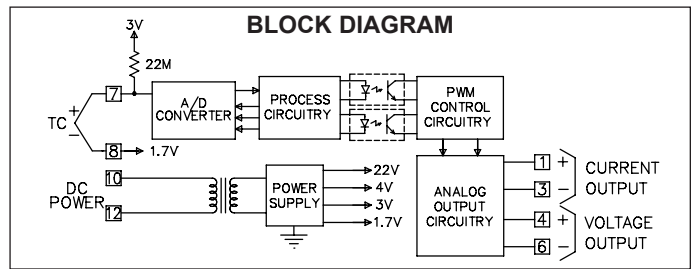 BLOCK DIAGRAM
3V
22M
7
TC
+
−
8
1.7V
A/D
CONVERTER
PROCESS
CIRCUITRY
PWM
CONTROL
CIRCUITRY
10
DC
POWER
12
POWER
SUPPLY
22V
4V
3V
1.7V
ANALOG
OUTPUT
CIRCUITRY
1 +
3 −
CURRENT
OUTPUT
4 +
6 −
VOLTAGE
OUTPUT